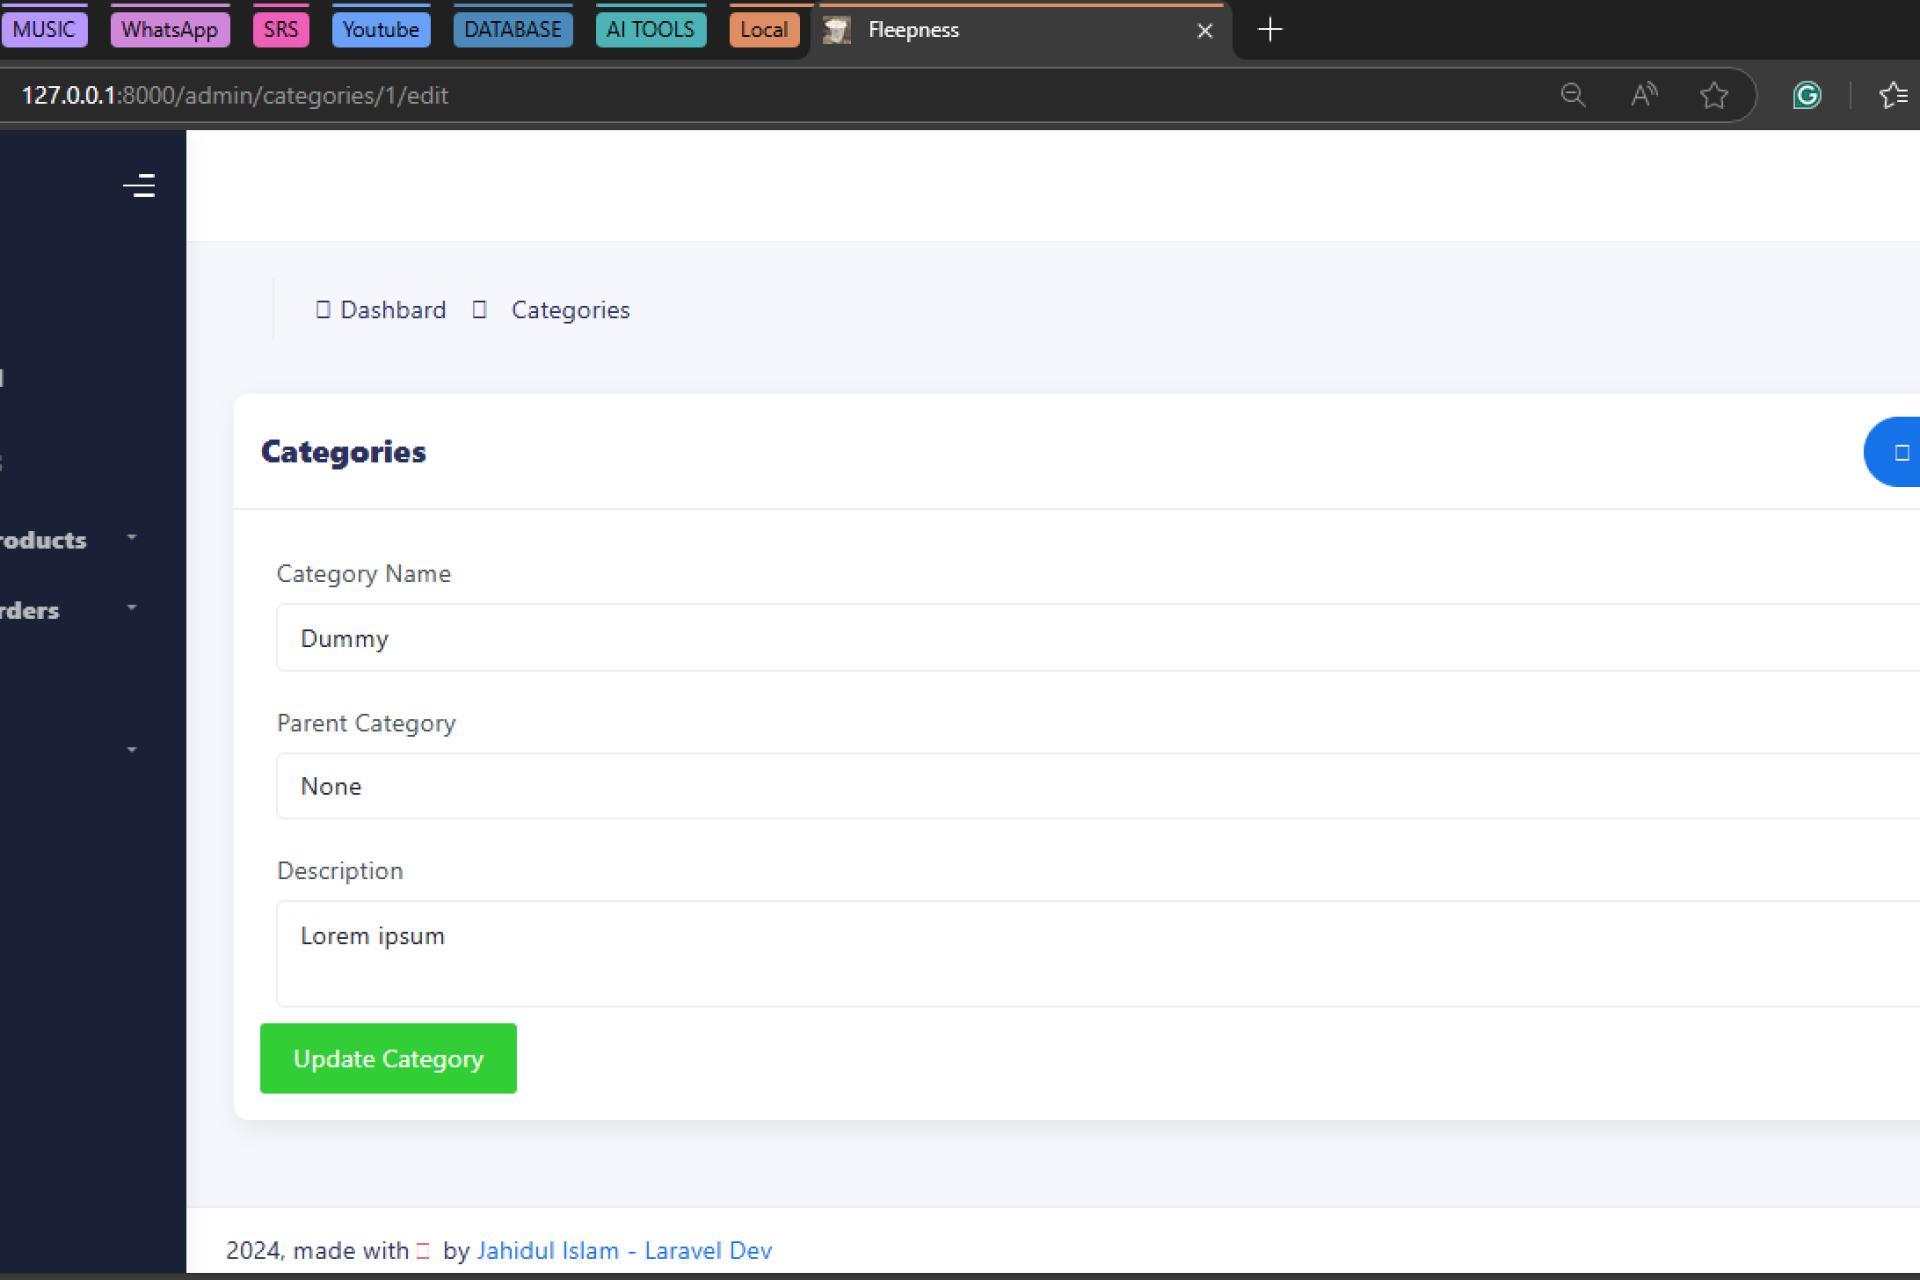 MUSIC WhatsApp SRS Youtube DATABASE AI TOOLS Local Fleepness
127.0.0.1:8000/admin/categories/1/edit
Dashbard Categories
Categories
roducts
rders
Category Name
Dummy
Parent Category
None
Description
Lorem ipsum
Update Category
2024, made with by Jahidul Islam - Laravel Dev